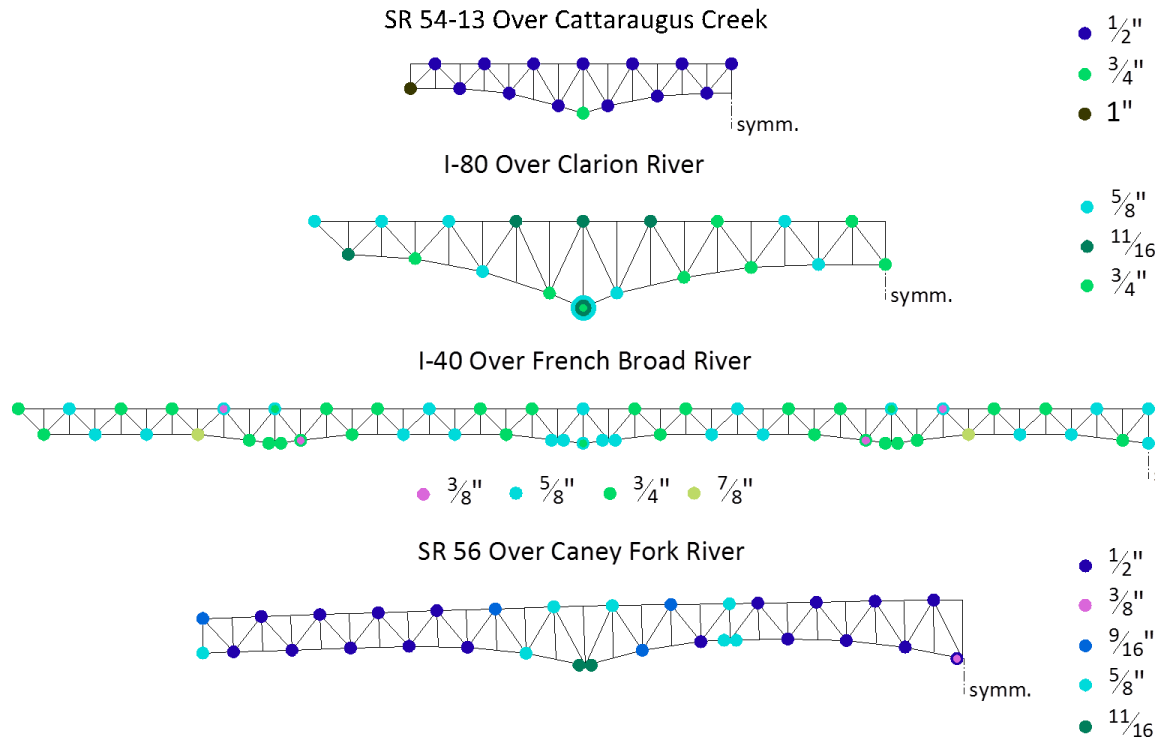 SR 54-13 Over Cattaraugus Creek
1/2"
3/4"
1"
symm.
I-80 Over Clarion River
5/8"
11/16
3/4"
symm.
I-40 Over French Broad River
3/8" 5/8" 3/4" 7/8"
SR 56 Over Caney Fork River
1/2"
3/8"
9/16"
5/8"
11/16
symm.